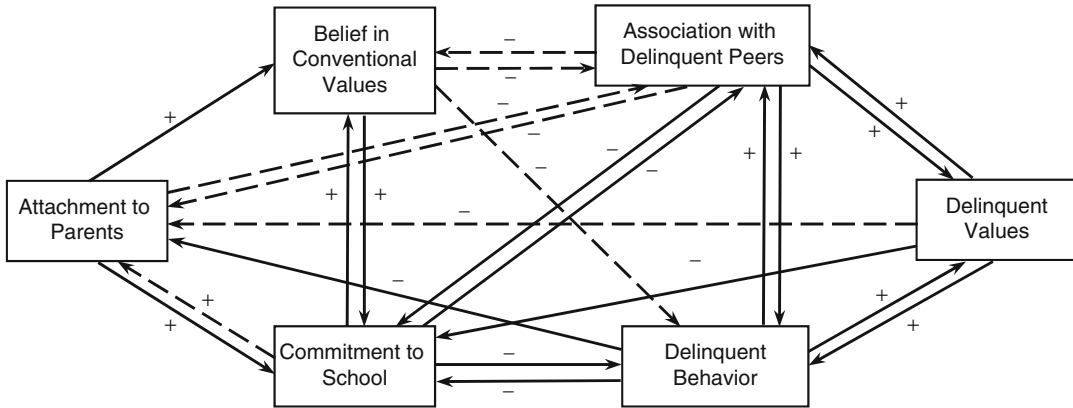 Belief in
Conventional
Values
Association with
Delinquent Peers
Attachment to
Parents
Delinquent
Values
Commitment to
School
Delinquent
Behavior
+
−
−
−
−
−
−
−
−
+
+
+
+
+
+
−
−
−
+
+
+
+
−
−